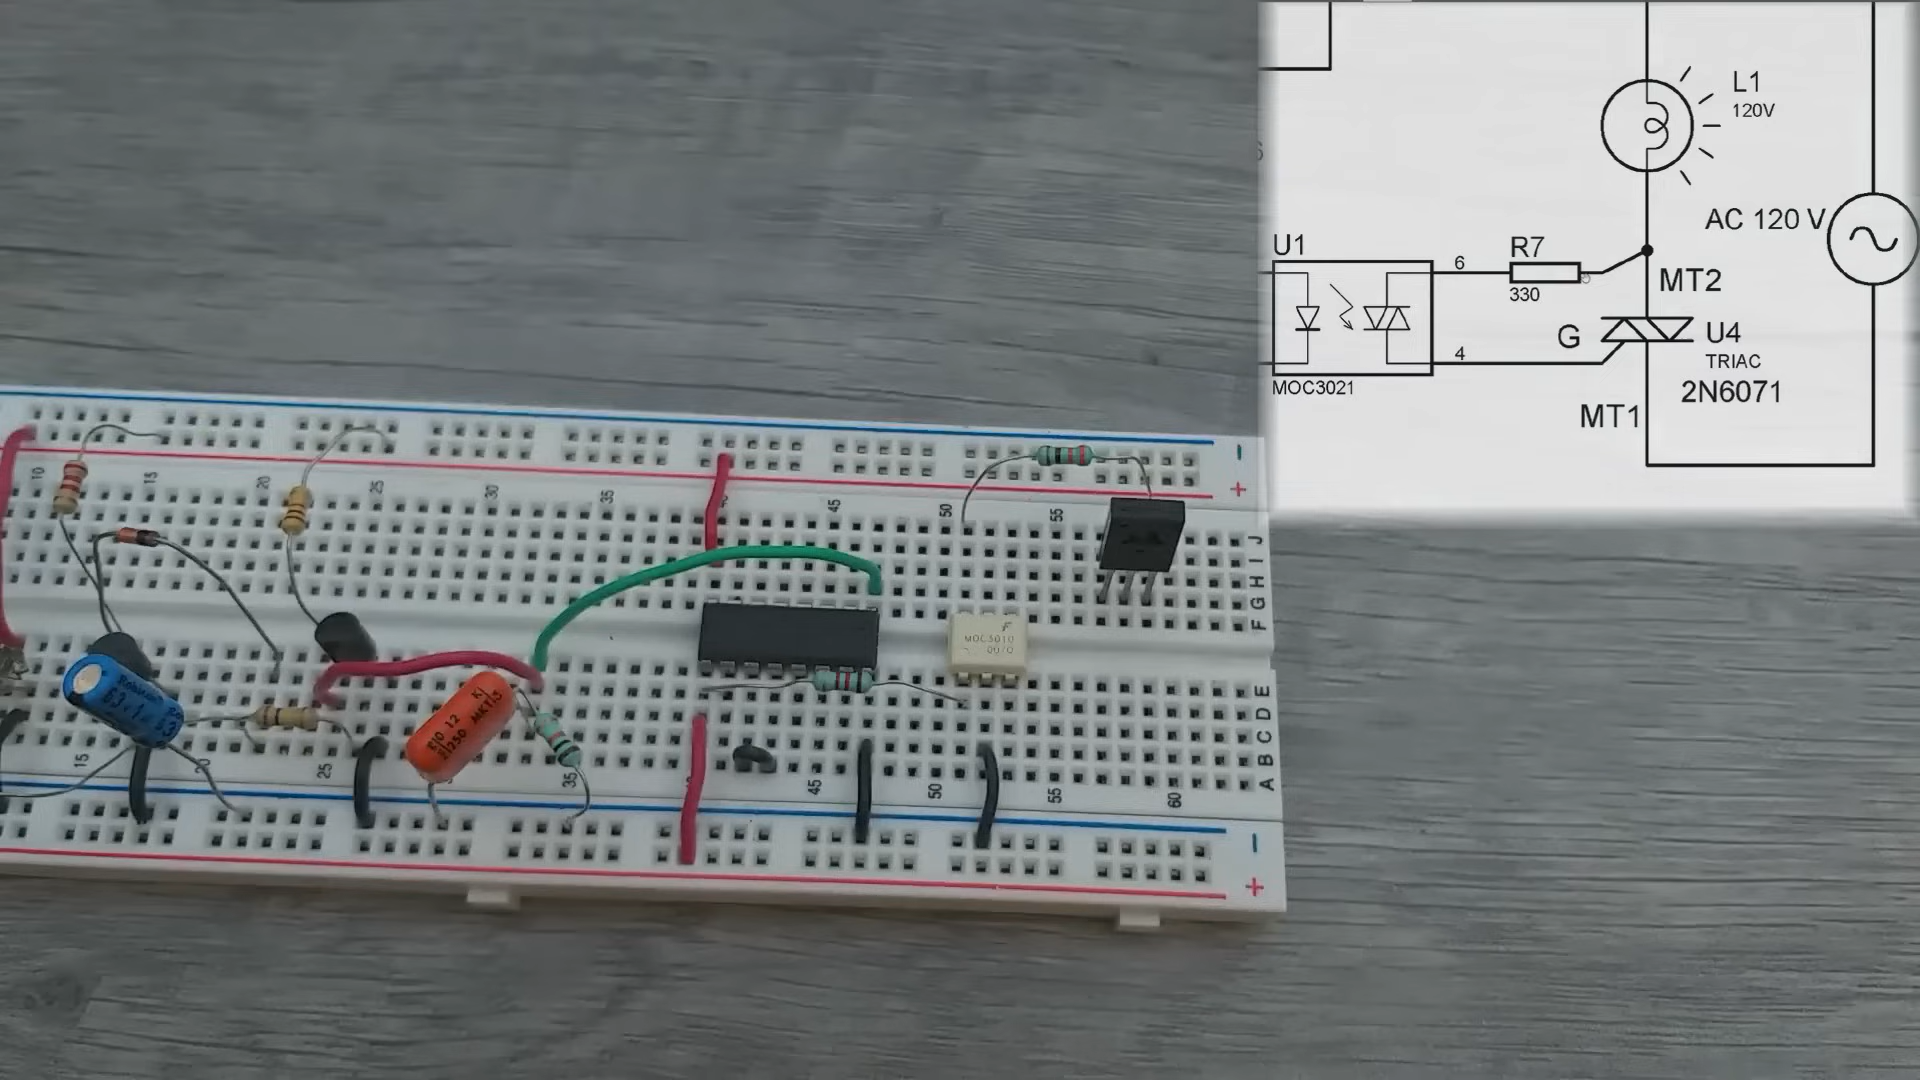 L1
120V
AC 120 V
U1
6
R7
330
MT2
G
U4
TRIAC
2N6071
4
MOC3021
MT1
-
+
10
15
20
25
30
35
45
50
55
J
I
H
G
F
F
MOC3010
E
D
C
B
A
15
20
25
35
45
50
55
60
-
+